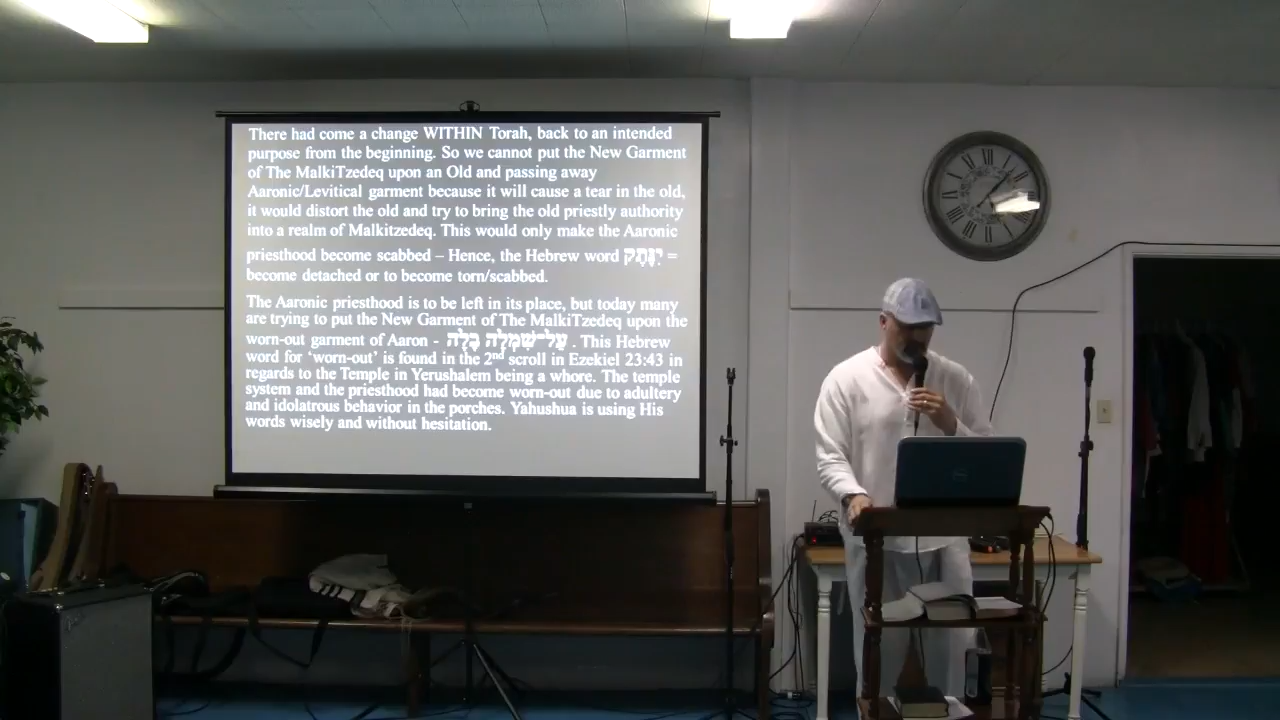 There had come a change WITHIN Torah, back to an intended
purpose from the beginning. So we cannot put the New Garment
of The MalkiTzedeq upon an Old and passing away
Aaronic/Levitical garment because it will cause a tear in the old,
it would distort the old and try to bring the old priestly authority
into a realm of Malkitzedeq. This would only make the Aaronic
priesthood become scabbed – Hence, the Hebrew word =
become detached or to become torn/scabbed.
The Aaronic priesthood is to be left in its place, but today many
are trying to put the New Garment of The MalkiTzedeq upon the
worn-out garment of Aaron - עַל־שִׂמְלָה בָּלָה . This Hebrew
word for ‘worn-out’ is found in the 2nd scroll in Ezekiel 23:43 in
regards to the Temple in Yerushalem being a whore. The temple
system and the priesthood had become worn-out due to adultery
and idolatrous behavior in the porches. Yahushua is using His
words wisely and without hesitation.